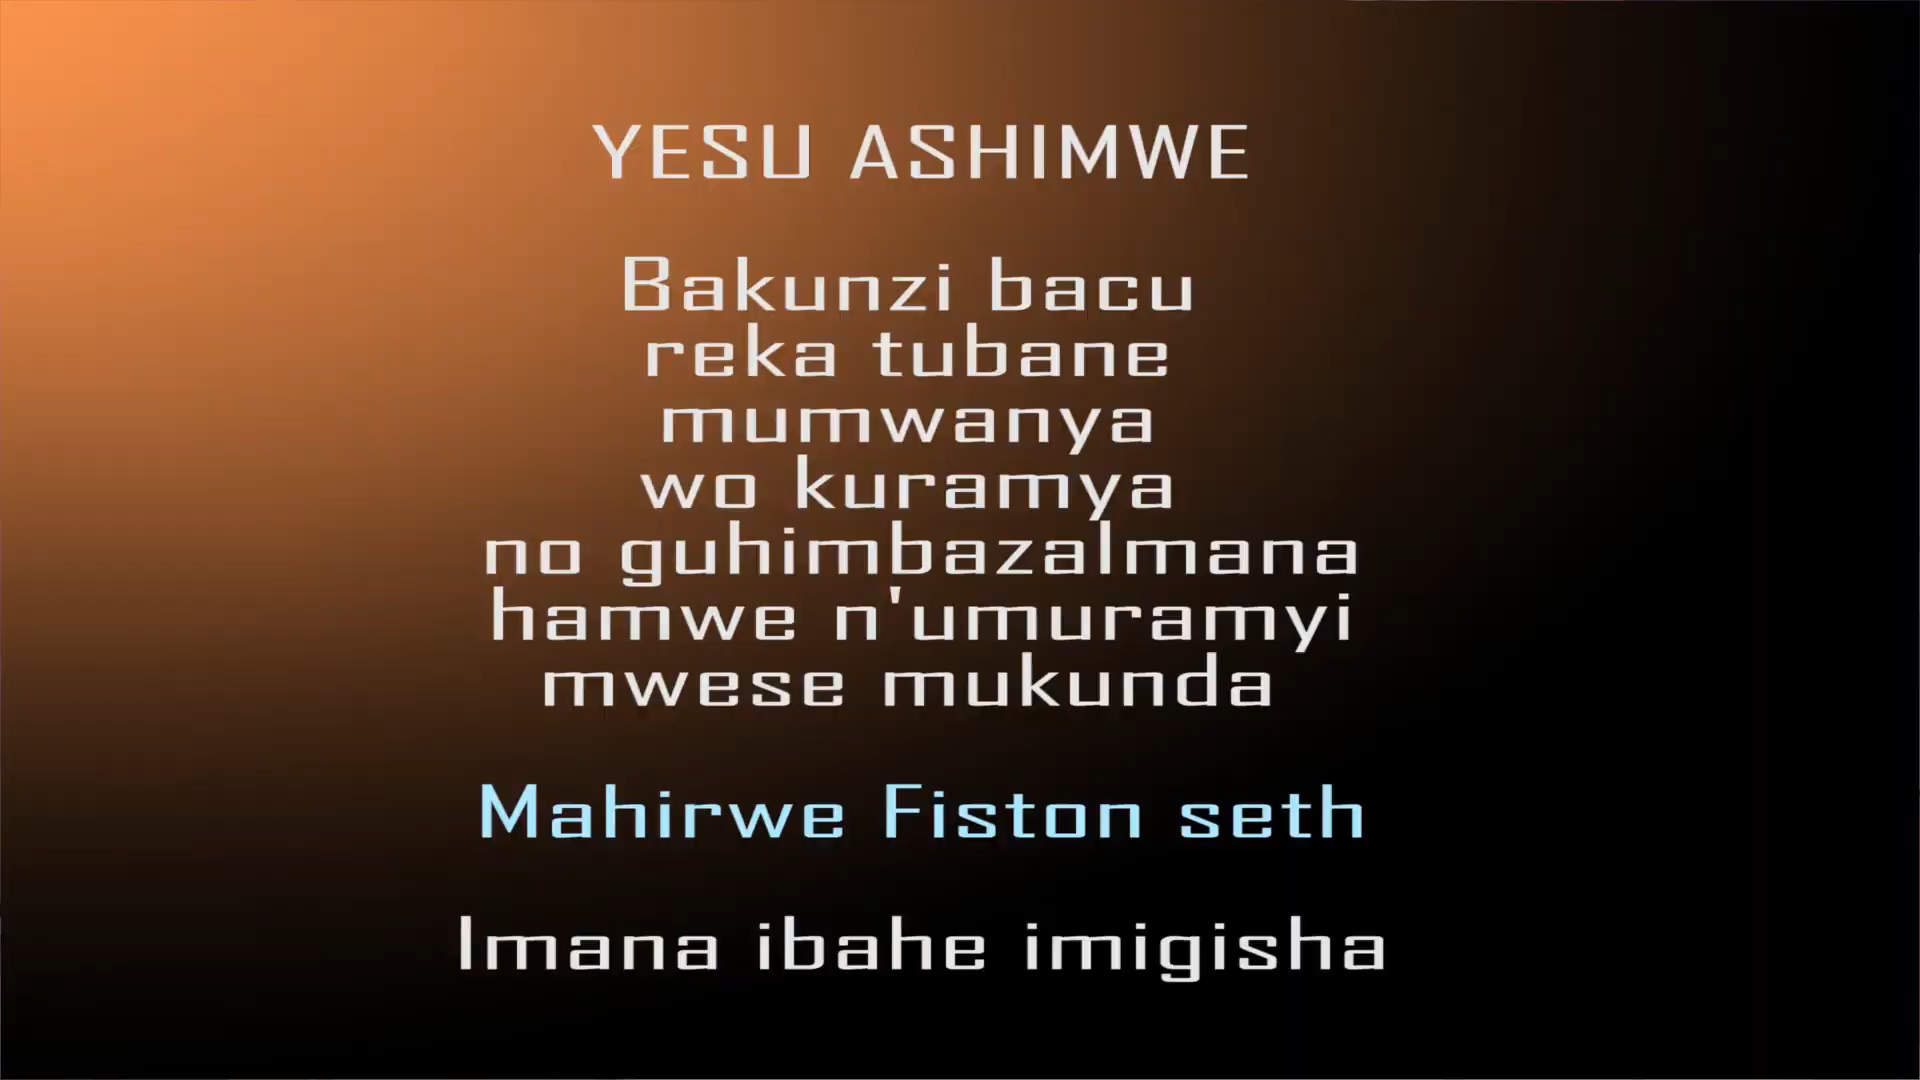 YESU ASHIMWE
Bakunzi bacu
reka tubane
mumwanya
wo kuramya
no guhimbazaImana
hamwe n'umuramyi
mwese mukunda
Mahirwe Fiston seth
Imana ibahe imigisha